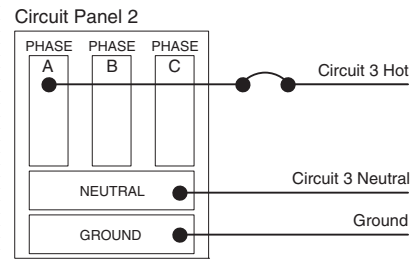 Circuit Panel 2
PHASE PHASE PHASE
A B C
Circuit 3 Hot
NEUTRAL
Circuit 3 Neutral
GROUND
Ground